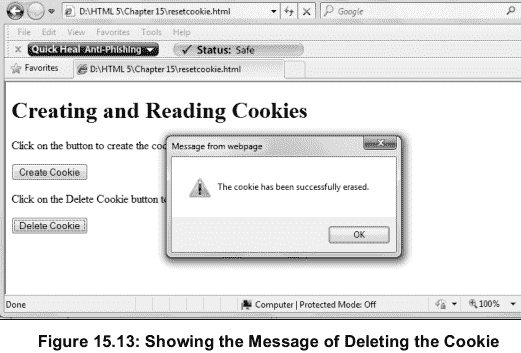 D:\HTML 5\Chapter 15\resetcookie.html
Google
File Edit View Favorites Tools Help
x Quick Heal Anti-Phishing Status: Safe
Favorites D:\HTML 5\Chapter 15\resetcookie.html
Creating and Reading Cookies
Click on the button to create the coo
Create Cookie
Click on the Delete Cookie button to
Delete Cookie
Message from webpage
The cookie has been successfully erased.
OK
Done Computer | Protected Mode: Off 100%
Figure 15.13: Showing the Message of Deleting the Cookie